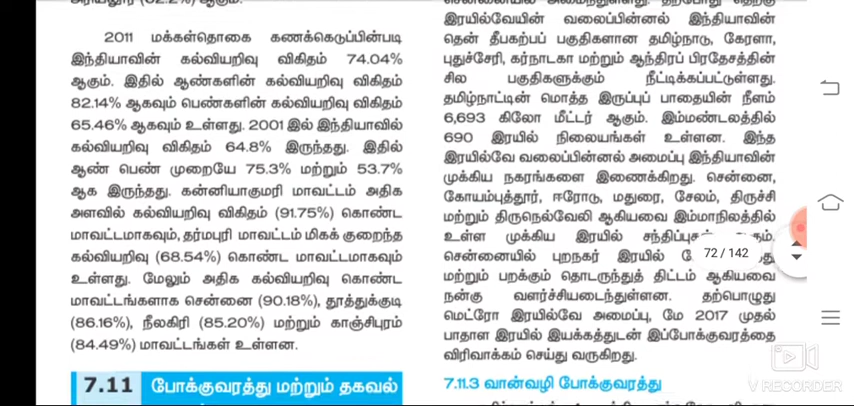 அரியலூர் (62.2%) ஆகும்.
2011 மக்கள்தொகை கணக்கெடுப்பின்படி
இந்தியாவின் கல்வியறிவு விகிதம் 74.04%
ஆகும். இதில் ஆண்களின் கல்வியறிவு விகிதம்
82.14% ஆகவும் பெண்களின் கல்வியறிவு விகிதம்
65.46% ஆகவும் உள்ளது. 2001 இல் இந்தியாவில்
கல்வியறிவு விகிதம் 64.8% இருந்தது. இதில்
ஆண் பெண் முறையே 75.3% மற்றும் 53.7%
ஆக இருந்தது. கன்னியாகுமரி மாவட்டம் அதிக
அளவில் கல்வியறிவு விகிதம் (91.75%) கொண்ட
மாவட்டமாகவும், தர்மபுரி மாவட்டம் மிகக் குறைந்த
கல்வியறிவு (68.54%) கொண்ட மாவட்டமாகவும்
உள்ளது. மேலும் அதிக கல்வியறிவு கொண்ட
மாவட்டங்களாக சென்னை (90.18%), தூத்துக்குடி
(86.16%), நீலகிரி (85.20%) மற்றும் காஞ்சிபுரம்
(84.49%) மாவட்டங்கள் உள்ளன.
7.11 போக்குவரத்து மற்றும் தகவல்
சென்னையில் அமைந்துள்ளது. தற்போது தெற்கு
இரயில்வேயின் வலைப்பின்னல் இந்தியாவின்
தென் தீபகற்பப் பகுதிகளான தமிழ்நாடு, கேரளா,
புதுச்சேரி, கர்நாடகா மற்றும் ஆந்திரப் பிரதேசத்தின்
சில பகுதிகளுக்கும் நீட்டிக்கப்பட்டுள்ளது.
தமிழ்நாட்டின் மொத்த இருப்புப் பாதையின் நீளம்
6,693 கிலோ மீட்டர் ஆகும். இம்மண்டலத்தில்
690 இரயில் நிலையங்கள் உள்ளன. இந்த
இரயில்வே வலைப்பின்னல் அமைப்பு இந்தியாவின்
முக்கிய நகரங்களை இணைக்கிறது. சென்னை,
கோயம்புத்தூர், ஈரோடு, மதுரை, சேலம், திருச்சி
மற்றும் திருநெல்வேலி ஆகியவை இம்மாநிலத்தில்
உள்ள முக்கிய இரயில்
சென்னையில் புறநகர் இரயில்
மற்றும் பறக்கும் தொடருந்துத் திட்டம் ஆகியவை
நன்கு வளர்ச்சியடைந்துள்ளன. தற்பொழுது
மெட்ரோ இரயில்வே அமைப்பு, மே 2017 முதல்
பாதாள இரயில் இயக்கத்துடன் இப்போக்குவரத்தை
விரிவாக்கம் செய்து வருகிறது.
7.11.3 வான்வழி போக்குவரத்து
72 / 142
V RECORDER